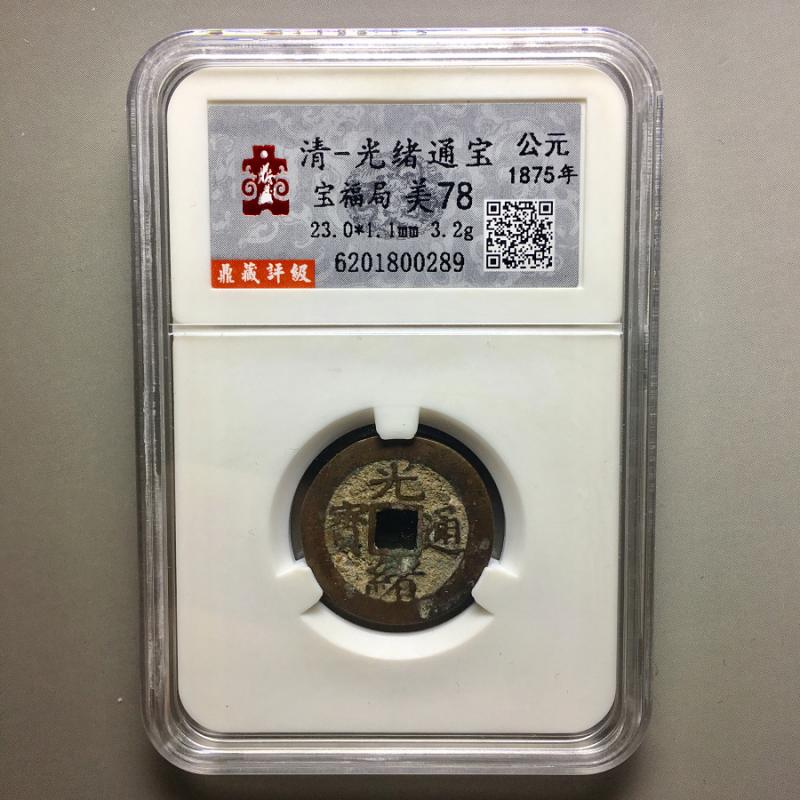 清-光绪通宝
公元
1875年
宝福局 美78
23.0*1.1mm 3.2g
鼎藏評級
6201800289
光
寶 通
緒